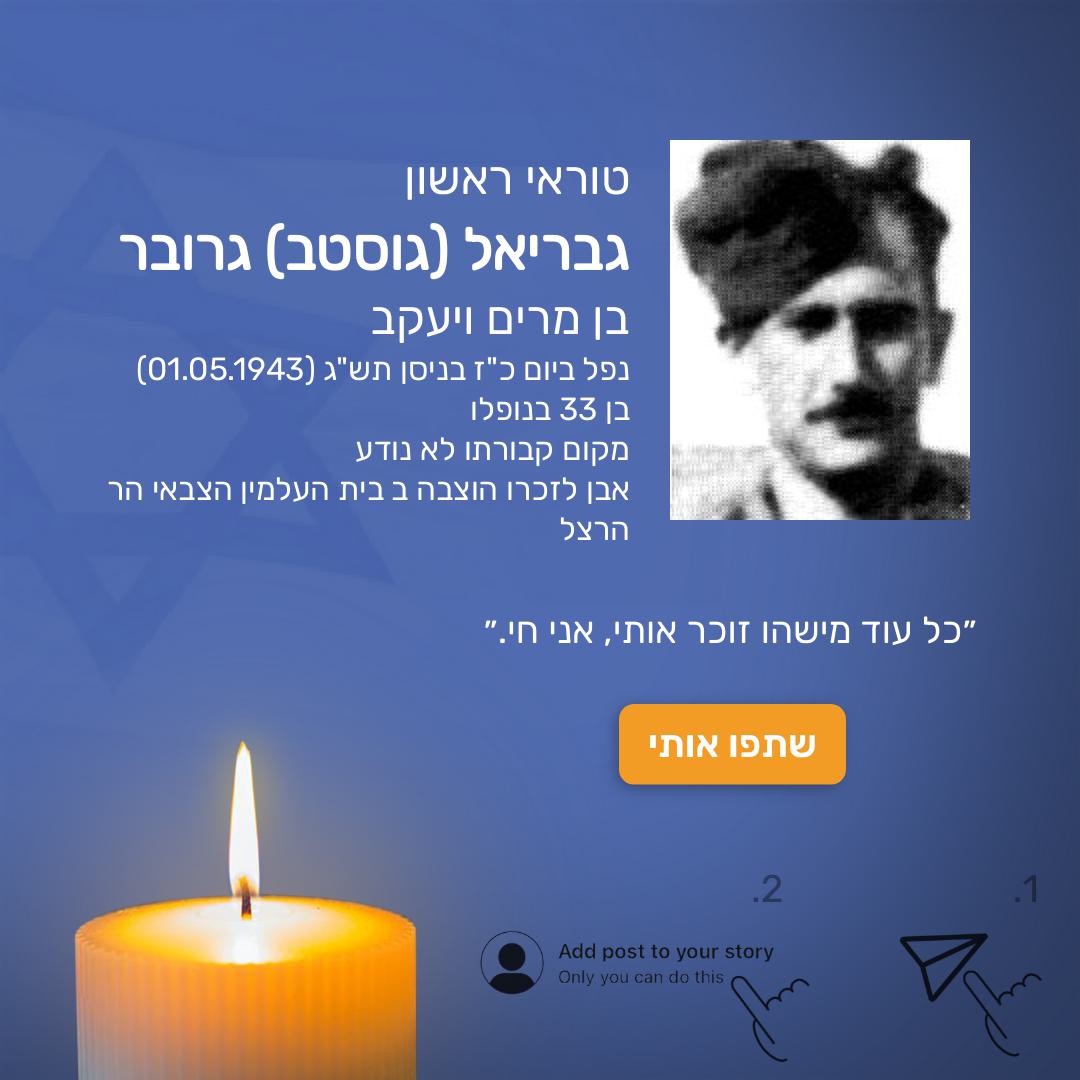 טוראי ראשון
גבריאל (גוסטב) גרובר
בן מרים ויעקב
נפל ביום כ"ז בניסן תש"ג (01.05.1943)
בן 33 בנופלו
מקום קבורתו לא נודע
אבן לזכרו הוצבה ב בית העלמין הצבאי הר
הרצל
״כל עוד מישהו זוכר אותי, אני חי.״
שתפו אותי
1.
2.
Add post to your story
Only you can do this